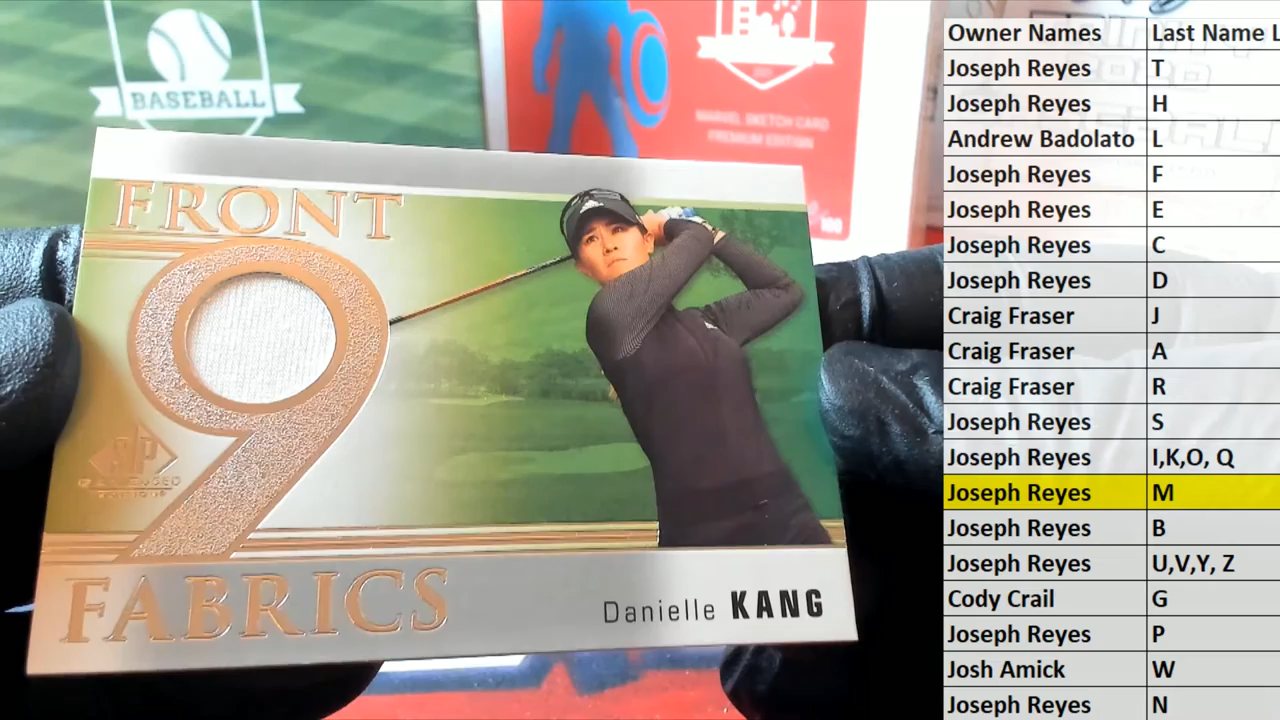 BASEBALL
MARVEL SKETCH CARD
PREMIUM EDITION
100
FRONT
9
SP
FABRICS
Danielle KANG
Owner Names Last Name L
Joseph Reyes T
Joseph Reyes H
Andrew Badolato L
Joseph Reyes F
Joseph Reyes E
Joseph Reyes C
Joseph Reyes D
Craig Fraser J
Craig Fraser A
Craig Fraser R
Joseph Reyes S
Joseph Reyes I,K,O, Q
Joseph Reyes M
Joseph Reyes B
Joseph Reyes U,V,Y, Z
Cody Crail G
Joseph Reyes P
Josh Amick W
Joseph Reyes N